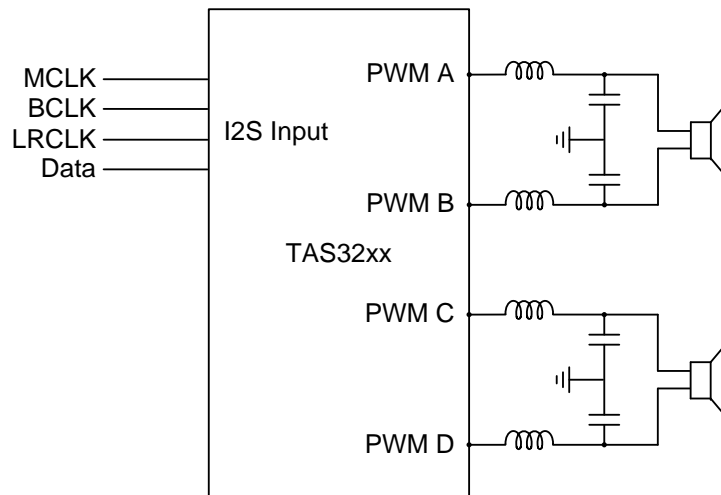 MCLK
BCLK
LRCLK
Data
I2S Input
PWM A
PWM B
TAS32xx
PWM C
PWM D